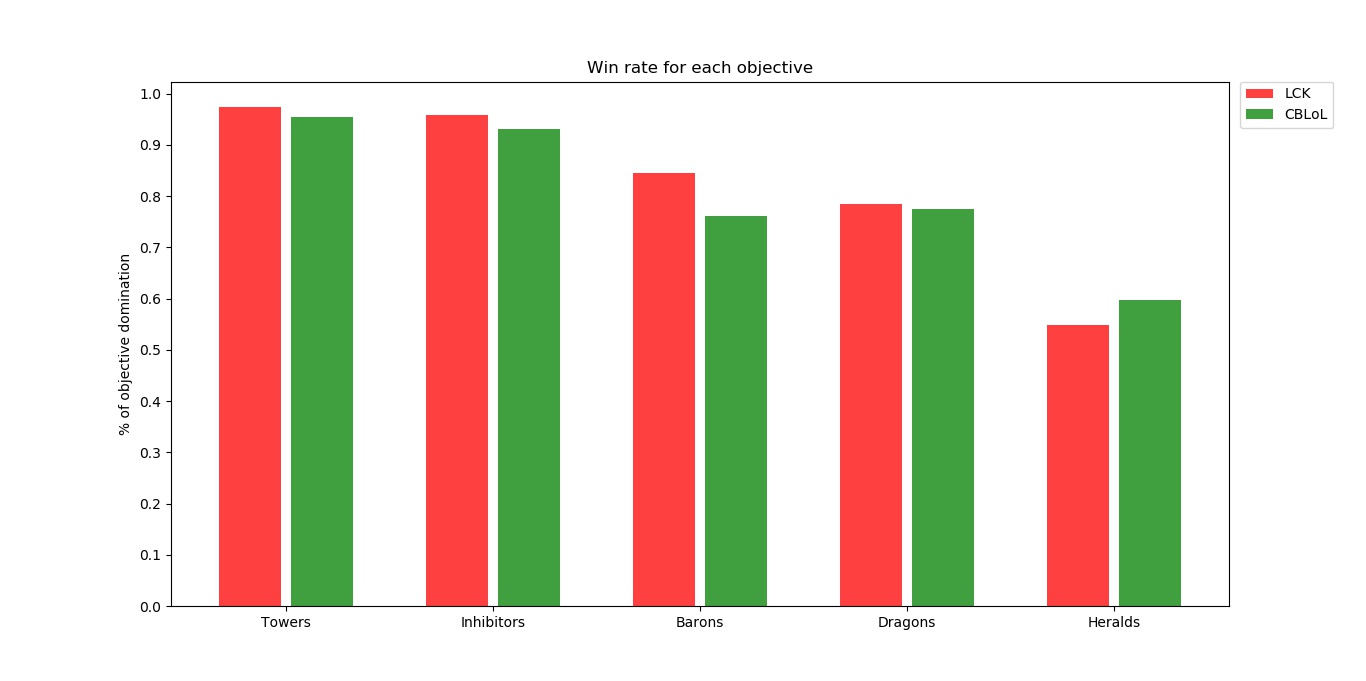 Win rate for each objective
LCK
CBLoL
% of objective domination
1.0
0.9
0.8
0.7
0.6
0.5
0.4
0.3
0.2
0.1
0.0
Towers
Inhibitors
Barons
Dragons
Heralds